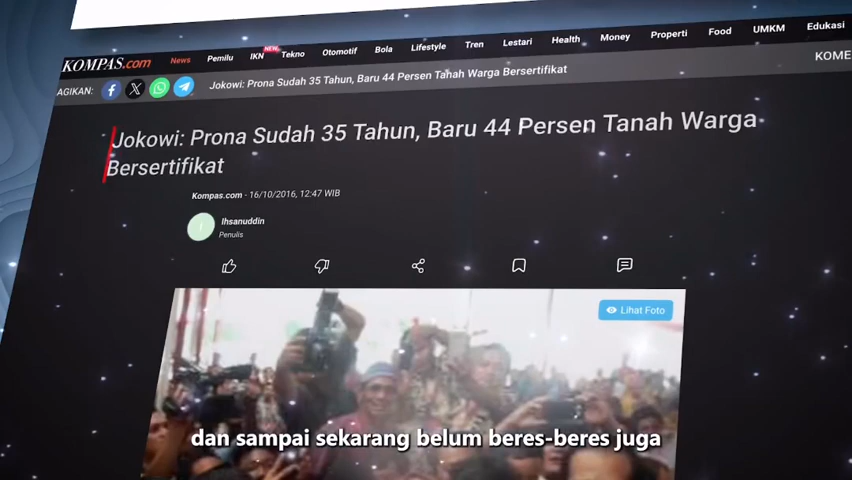 KOMPAS.com News Pemilu IKN NEW Tekno Otomotif Bola Lifestyle Tren Lestari Health Money Properti Food UMKM Edukasi
AGIKAN: Jokowi: Prona Sudah 35 Tahun, Baru 44 Persen Tanah Warga Bersertifikat KOME
Jokowi: Prona Sudah 35 Tahun, Baru 44 Persen Tanah Warga
Bersertifikat
Kompas.com - 16/10/2016, 12:47 WIB
Ihsanuddin
Penulis
Lihat Foto
dan sampai sekarang belum beres-beres juga